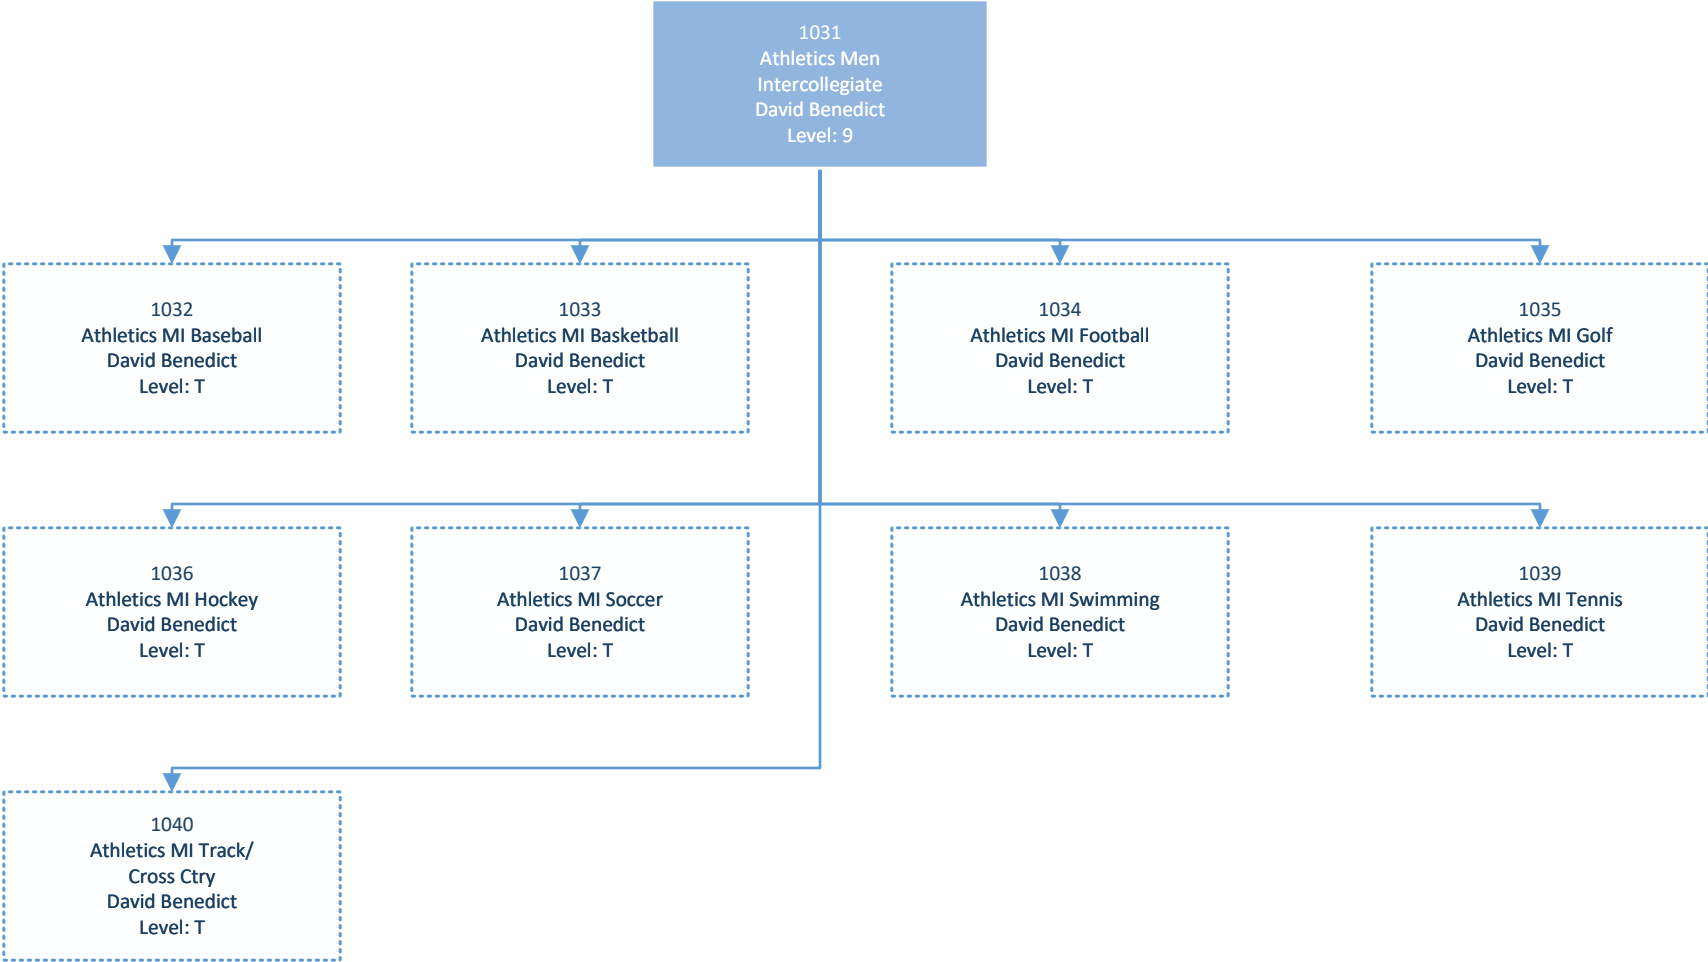 1031
Athletics Men
Intercollegiate
David Benedict
Level: 9
1032
Athletics MI Baseball
David Benedict
Level: T
1033
Athletics MI Basketball
David Benedict
Level: T
1034
Athletics MI Football
David Benedict
Level: T
1035
Athletics MI Golf
David Benedict
Level: T
1036
Athletics MI Hockey
David Benedict
Level: T
1037
Athletics MI Soccer
David Benedict
Level: T
1038
Athletics MI Swimming
David Benedict
Level: T
1039
Athletics MI Tennis
David Benedict
Level: T
1040
Athletics MI Track/
Cross Ctry
David Benedict
Level: T